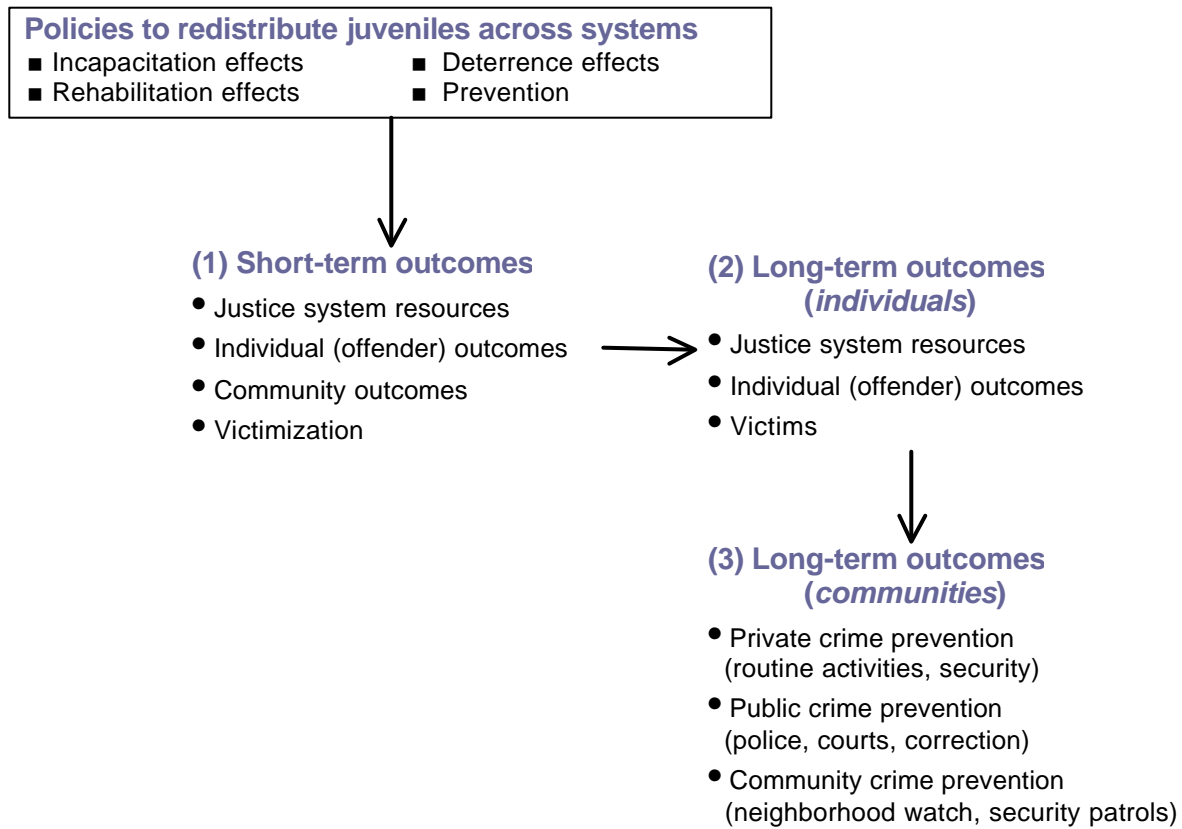 Policies to redistribute juveniles across systems
■ Incapacitation effects ■ Deterrence effects
■ Rehabilitation effects ■ Prevention
(1) Short-term outcomes
• Justice system resources
• Individual (offender) outcomes
• Community outcomes
• Victimization
(2) Long-term outcomes
(individuals)
• Justice system resources
• Individual (offender) outcomes
• Victims
(3) Long-term outcomes
(communities)
• Private crime prevention
(routine activities, security)
• Public crime prevention
(police, courts, correction)
• Community crime prevention
(neighborhood watch, security patrols)